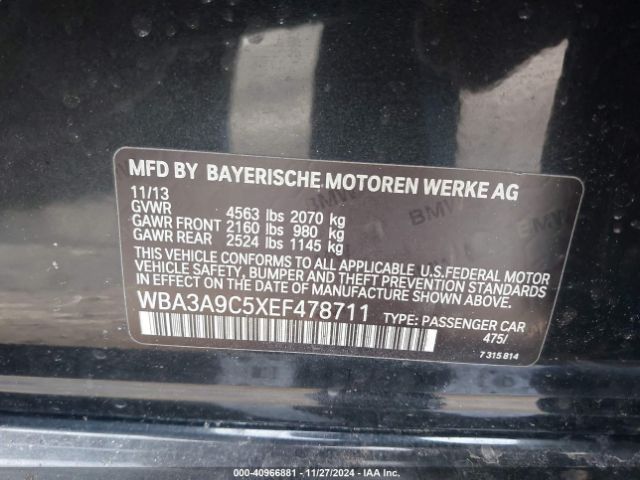 MFD BY BAYERISCHE MOTOREN WERKE AG
11/13
GVWR 4563 lbs 2070 kg
GAWR FRONT 2160 lbs 980 kg
GAWR REAR 2524 lbs 1145 kg
THIS VEHICLE CONFORMS TO ALL APPLICABLE U.S.FEDERAL MOTOR
VEHICLE SAFETY, BUMPER AND THEFT PREVENTION STANDARDS
IN EFFECT ON THE DATE OF MANUFACTURE SHOWN ABOVE.
WBA3A9C5XEF478711 TYPE: PASSENGER CAR
475/
7 315 814
000-40966881 - 11/27/2024 - IAA Inc.